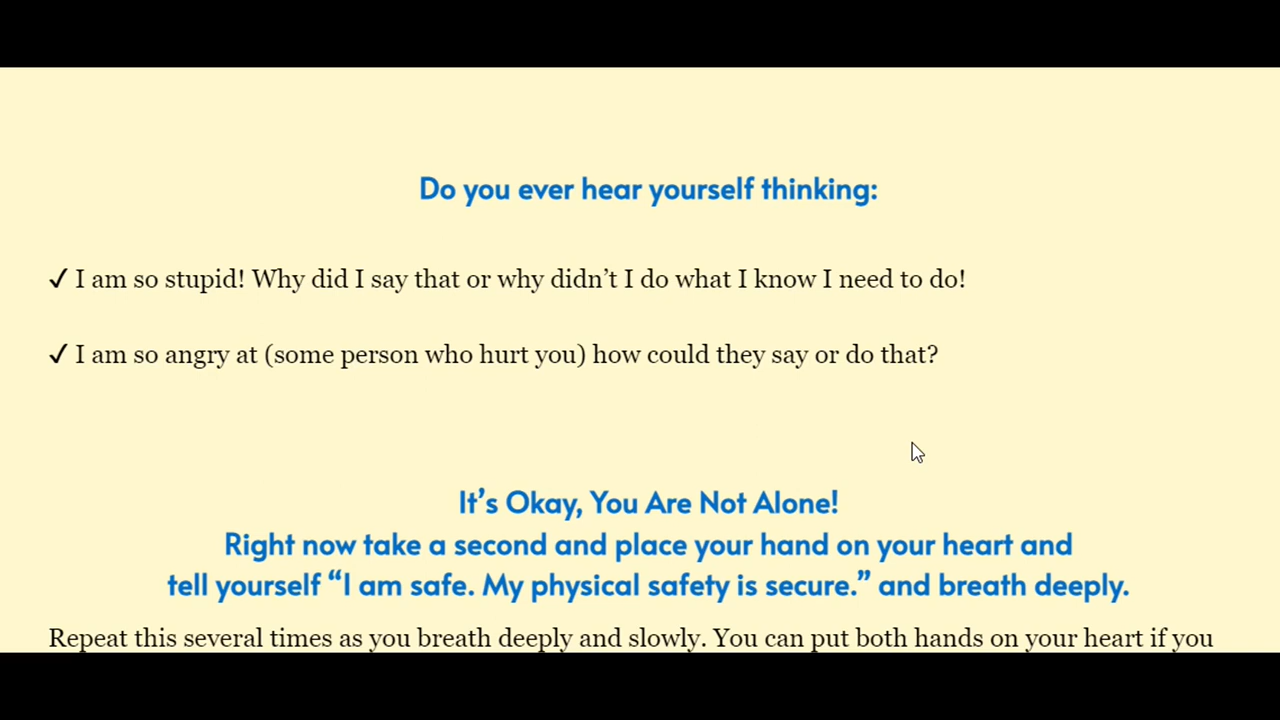 Do you ever hear yourself thinking:
✓ I am so stupid! Why did I say that or why didn’t I do what I know I need to do!
✓ I am so angry at (some person who hurt you) how could they say or do that?
It’s Okay, You Are Not Alone!
Right now take a second and place your hand on your heart and
tell yourself “I am safe. My physical safety is secure.” and breath deeply.
Repeat this several times as you breath deeply and slowly. You can put both hands on your heart if you